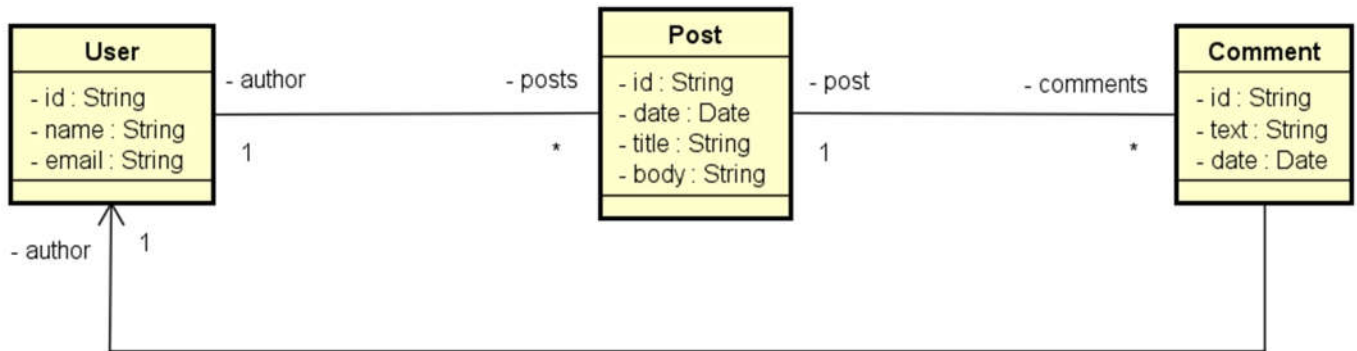 User
- id : String
- name : String
- email : String
- author
1
- posts
*
Post
- id : String
- date : Date
- title : String
- body : String
- post
1
- comments
*
Comment
- id : String
- text : String
- date : Date
- author
1